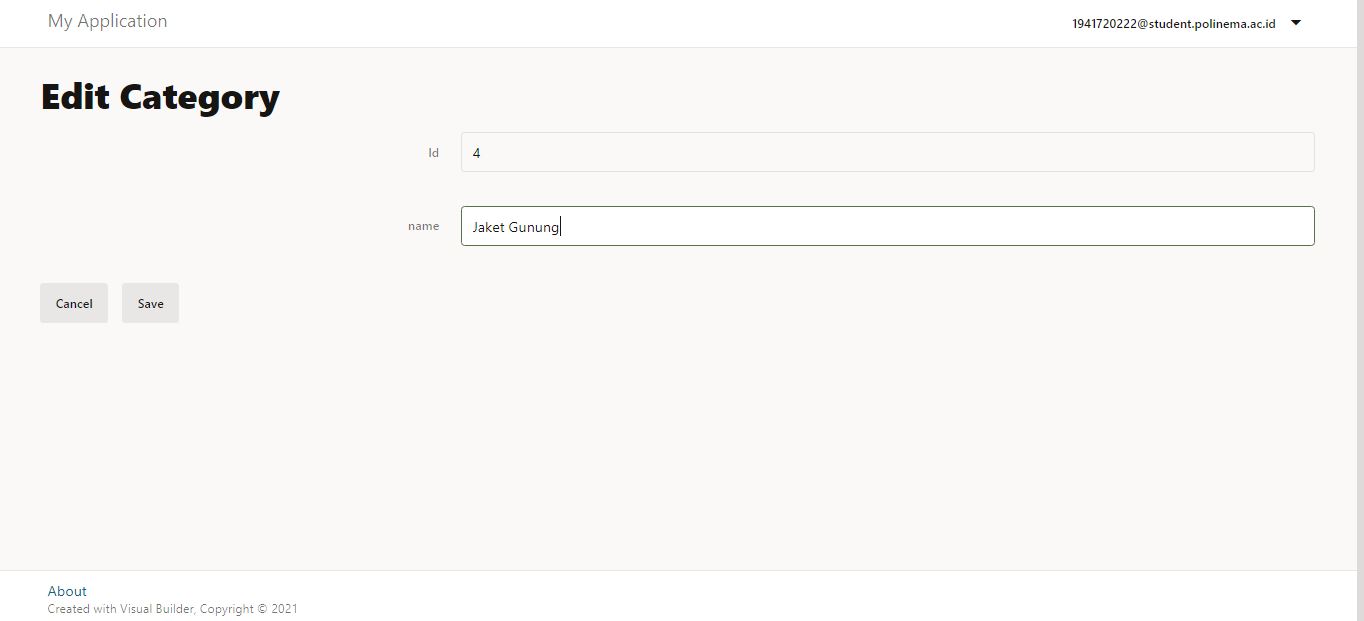 My Application
1941720222@student.polinema.ac.id
Edit Category
Id
4
name
Jaket Gunung
Cancel
Save
About
Created with Visual Builder, Copyright © 2021